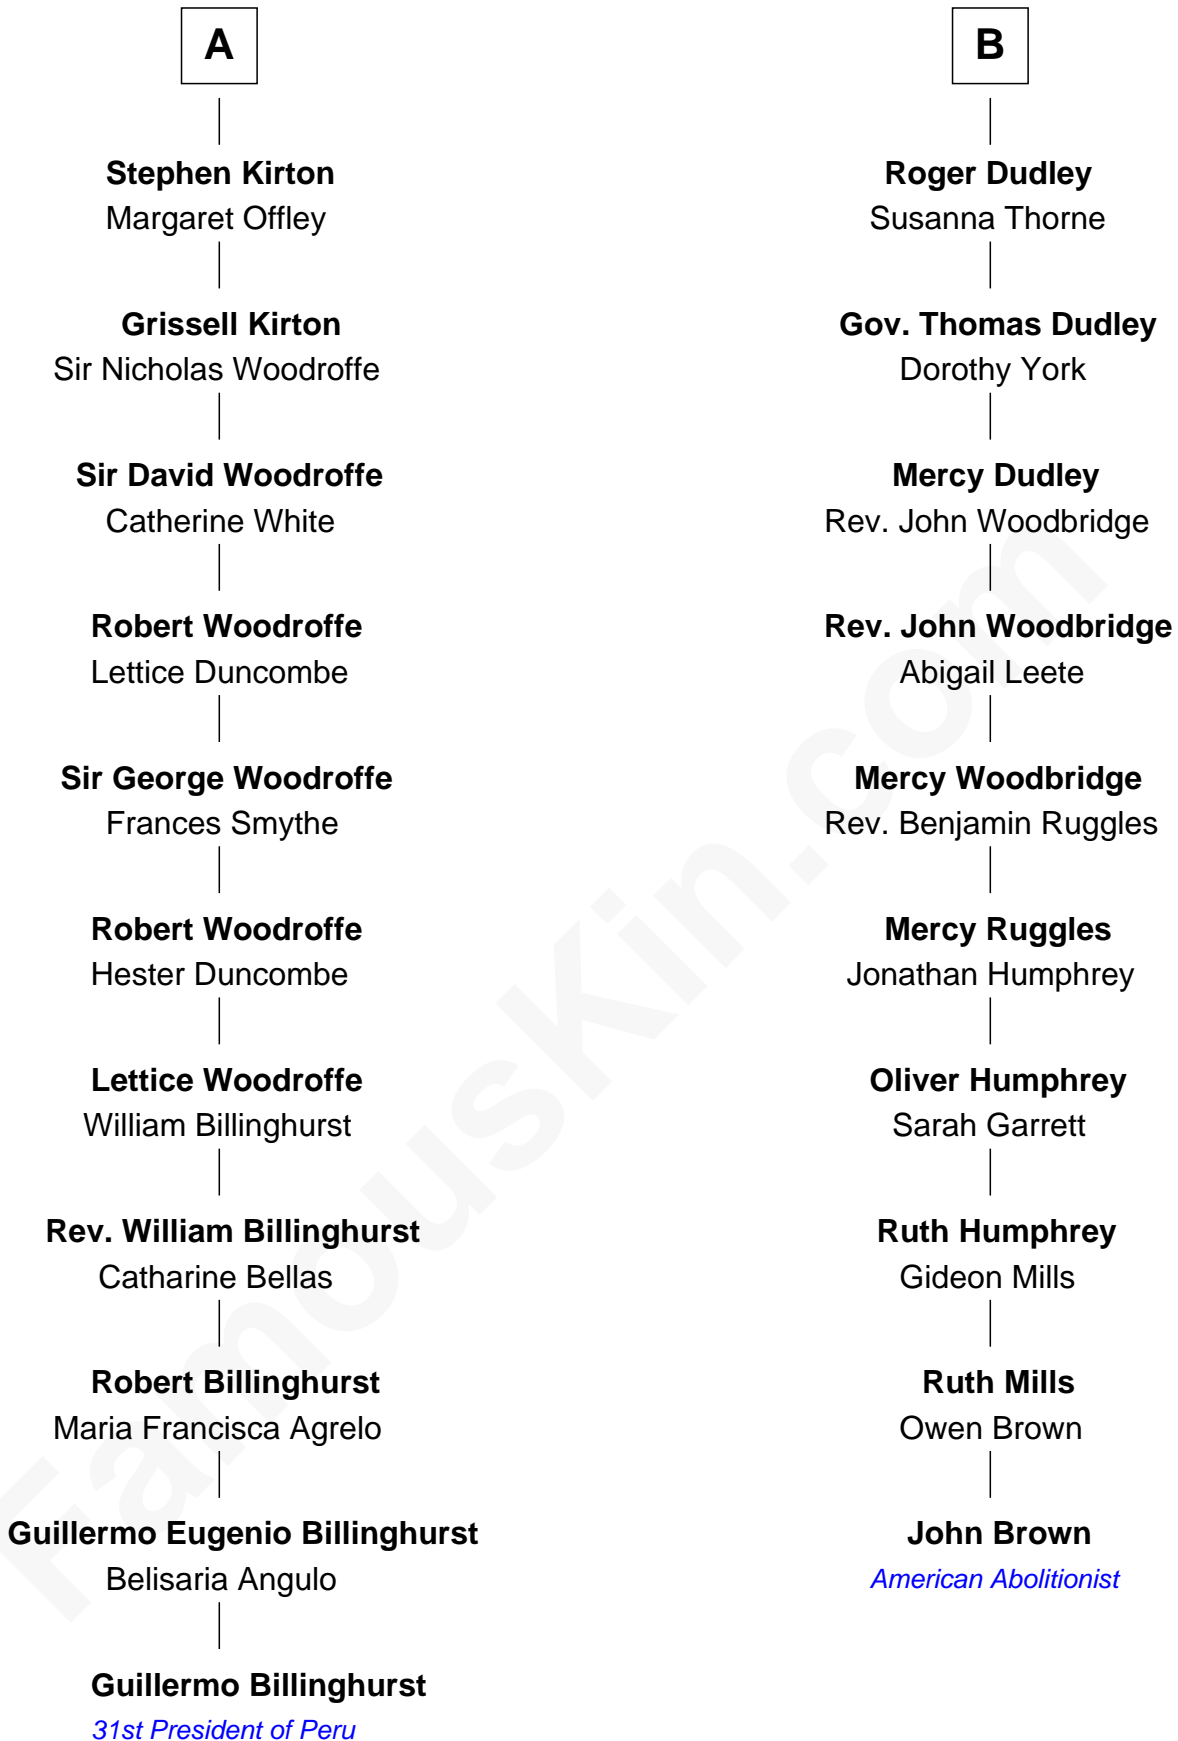 A
Stephen Kirton
Margaret Offley
Grissell Kirton
Sir Nicholas Woodroffe
Sir David Woodroffe
Catherine White
Robert Woodroffe
Lettice Duncombe
Sir George Woodroffe
Frances Smythe
Robert Woodroffe
Hester Duncombe
Lettice Woodroffe
William Billinghurst
Rev. William Billinghurst
Catharine Bellas
Robert Billinghurst
Maria Francisca Agrelo
Guillermo Eugenio Billinghurst
Belisaria Angulo
Guillermo Billinghurst
31st President of Peru
B
Roger Dudley
Susanna Thorne
Gov. Thomas Dudley
Dorothy York
Mercy Dudley
Rev. John Woodbridge
Rev. John Woodbridge
Abigail Leete
Mercy Woodbridge
Rev. Benjamin Ruggles
Mercy Ruggles
Jonathan Humphrey
Oliver Humphrey
Sarah Garrett
Ruth Humphrey
Gideon Mills
Ruth Mills
Owen Brown
John Brown
American Abolitionist
FamousKin.com